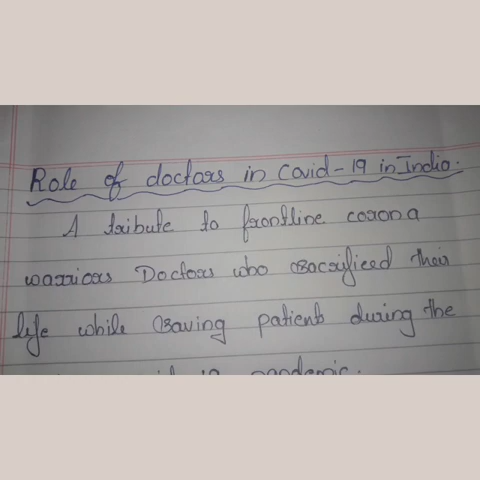 Role of doctors in Covid-19 in India.
A tribute to frontline corona
warriors Doctors who sacrificed their
life while saving patients during the
pandemic.